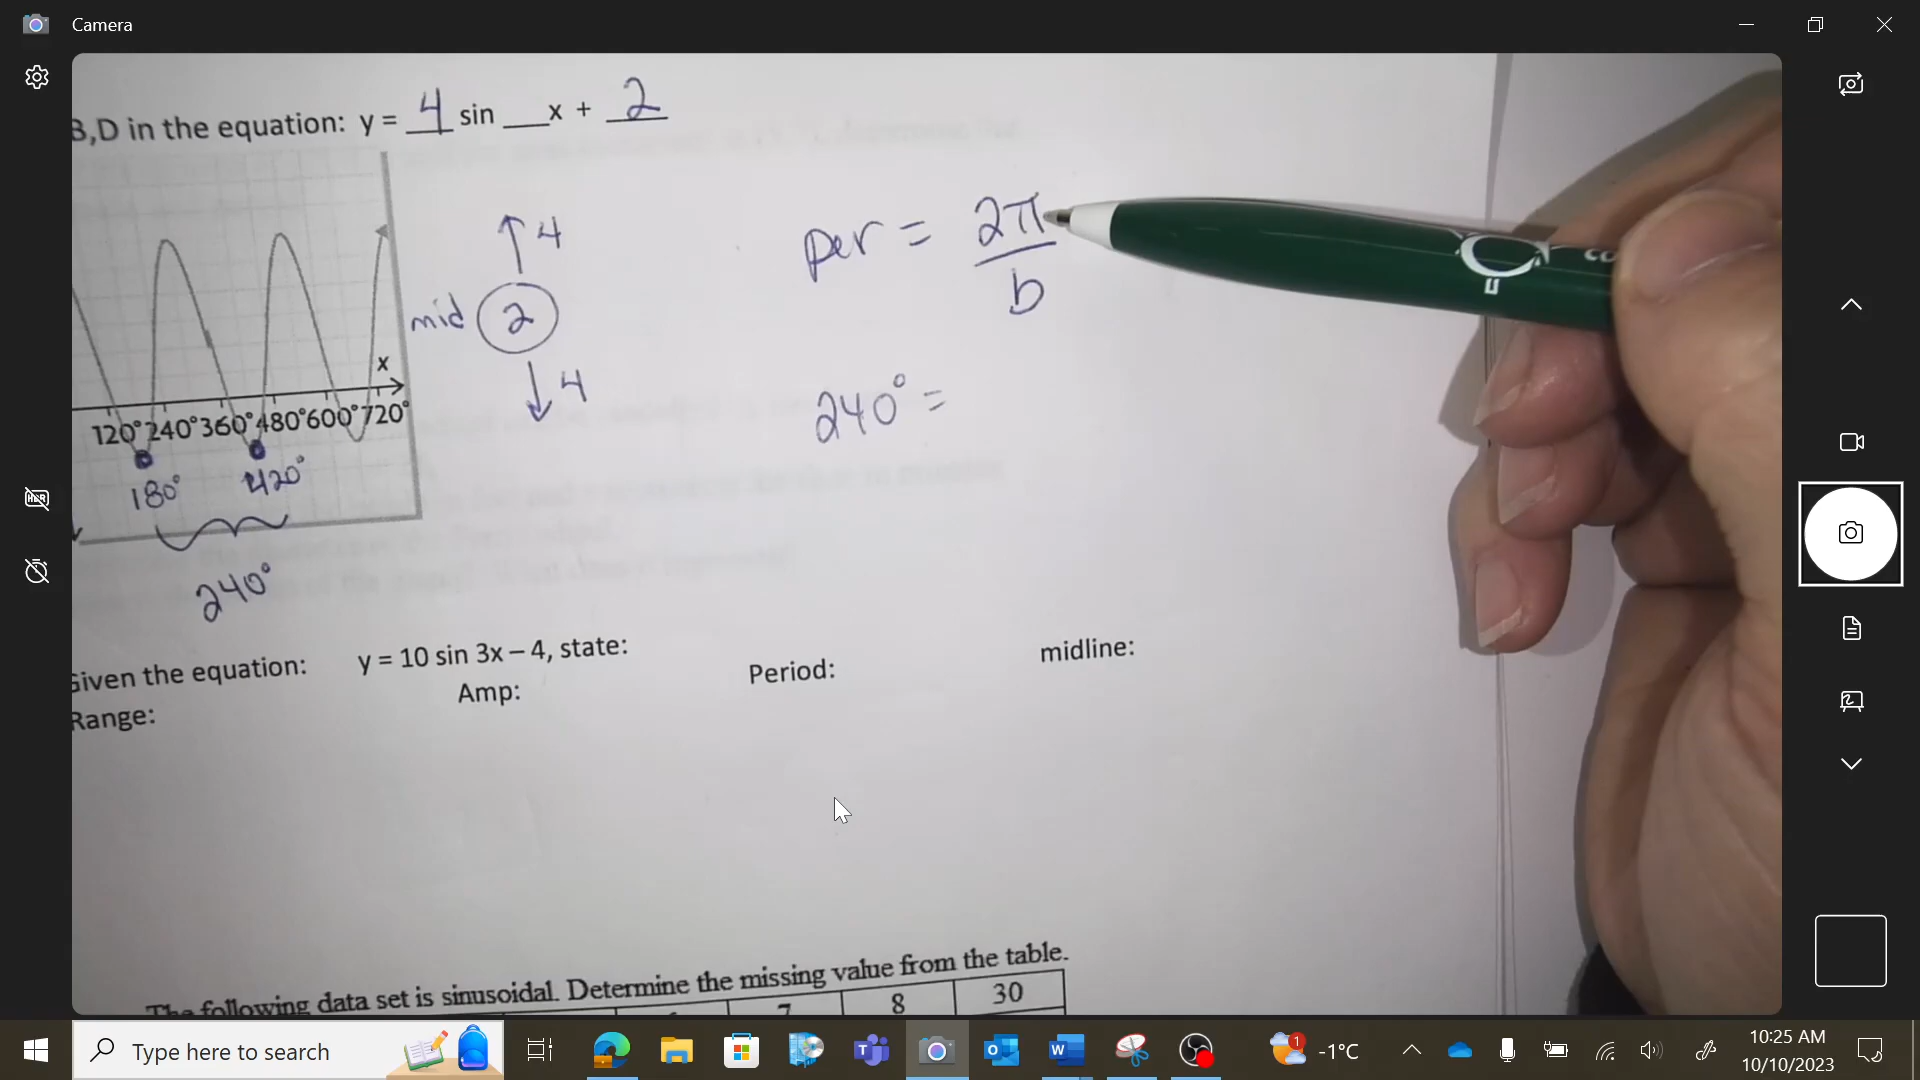 Camera
B,D in the equation: y = 4 sin ___x + 2
4
per = 2π
b
mid 2
x
4
240° =
120° 240° 360° 480° 600° 720°
180° 420°
240°
Given the equation: y = 10 sin 3x – 4, state:
Amp: Period: midline:
Range:
The following data set is sinusoidal. Determine the missing value from the table.
7 8 30
Type here to search
1 -1°C
10:25 AM
10/10/2023